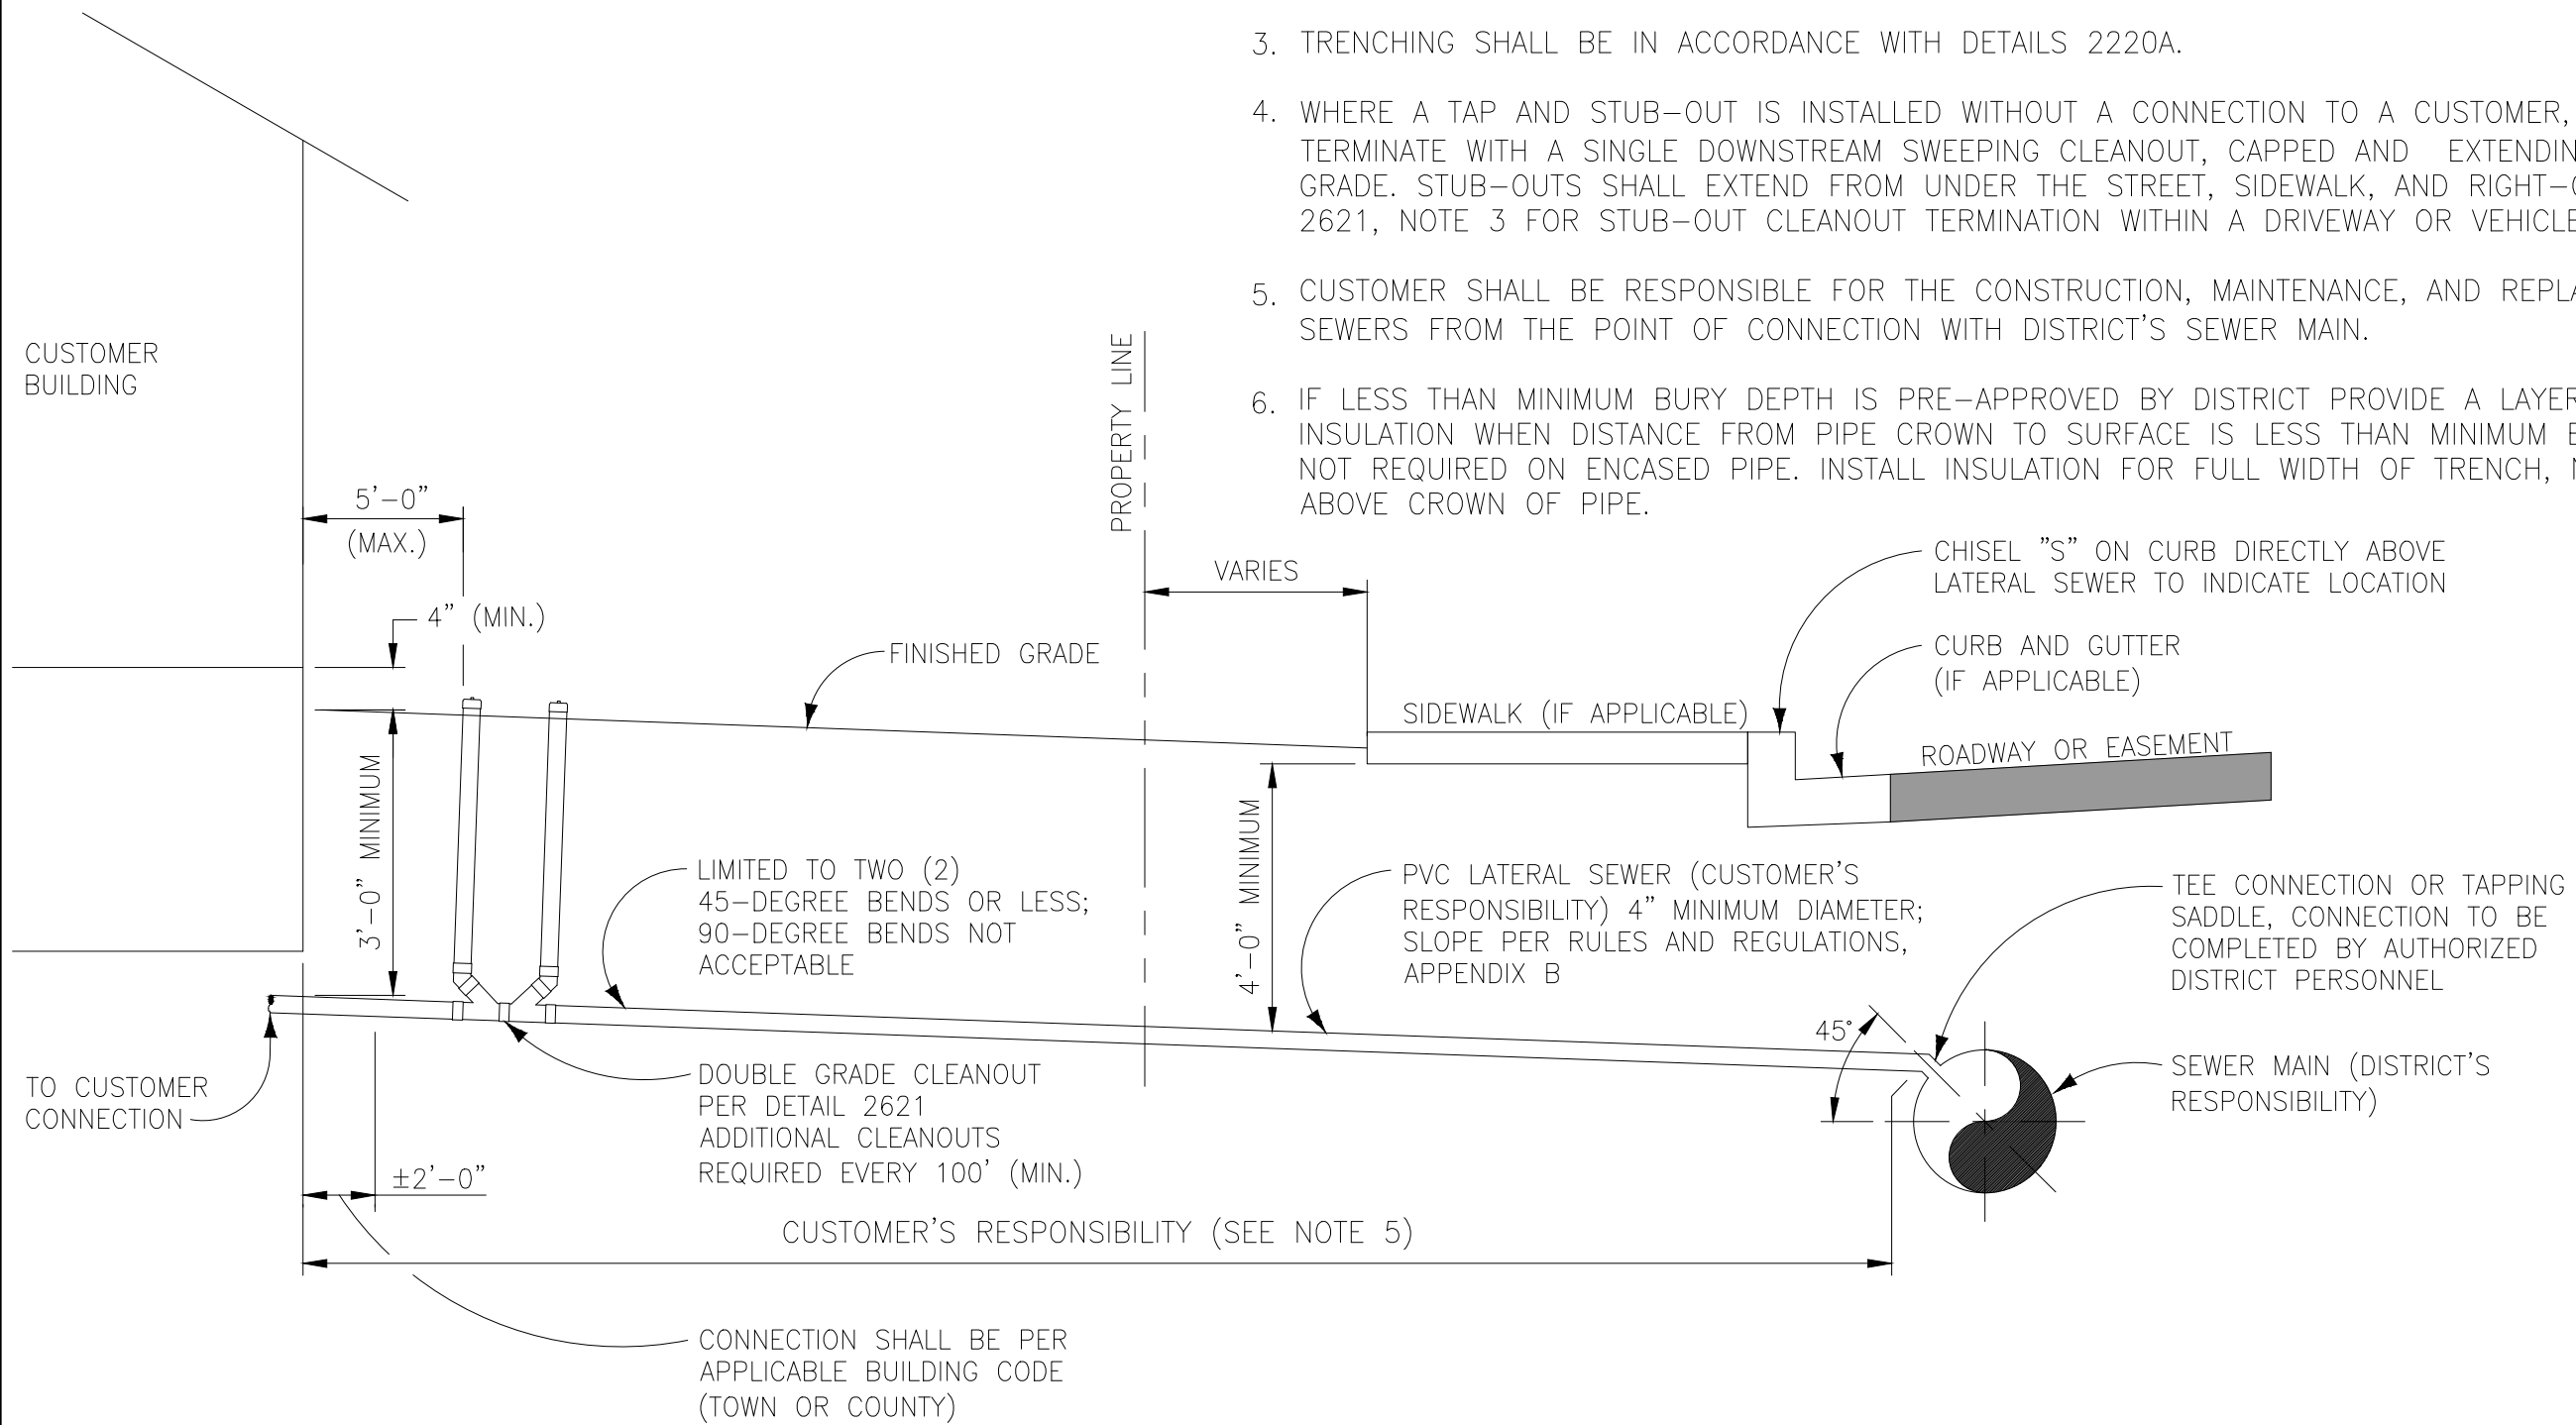 3. TRENCHING SHALL BE IN ACCORDANCE WITH DETAILS 2220A.
4. WHERE A TAP AND STUB-OUT IS INSTALLED WITHOUT A CONNECTION TO A CUSTOMER,
TERMINATE WITH A SINGLE DOWNSTREAM SWEEPING CLEANOUT, CAPPED AND
GRADE. STUB-OUTS SHALL EXTEND FROM UNDER THE STREET, SIDEWALK, AND
2621, NOTE 3 FOR STUB-OUT CLEANOUT TERMINATION WITHIN A DRIVEWAY OR VEHICLE
5. CUSTOMER SHALL BE RESPONSIBLE FOR THE CONSTRUCTION, MAINTENANCE, AND
SEWERS FROM THE POINT OF CONNECTION WITH DISTRICT'S SEWER MAIN.
6. IF LESS THAN MINIMUM BURY DEPTH IS PRE-APPROVED BY DISTRICT PROVIDE A LAYER
INSULATION WHEN DISTANCE FROM PIPE CROWN TO SURFACE IS LESS THAN MINIMUM
NOT REQUIRED ON ENCASED PIPE. INSTALL INSULATION FOR FULL WIDTH OF TRENCH,
ABOVE CROWN OF PIPE.
CUSTOMER
BUILDING
PROPERTY LINE
5'-0"
(MAX.)
4" (MIN.)
VARIES
FINISHED GRADE
CHISEL "S" ON CURB DIRECTLY ABOVE
LATERAL SEWER TO INDICATE LOCATION
CURB AND GUTTER
(IF APPLICABLE)
SIDEWALK (IF APPLICABLE)
ROADWAY OR EASEMENT
3'-0" MINIMUM
LIMITED TO TWO (2)
45-DEGREE BENDS OR LESS;
90-DEGREE BENDS NOT
ACCEPTABLE
4'-0" MINIMUM
PVC LATERAL SEWER (CUSTOMER'S
RESPONSIBILITY) 4" MINIMUM DIAMETER;
SLOPE PER RULES AND REGULATIONS,
APPENDIX B
TEE CONNECTION OR TAPPING
SADDLE, CONNECTION TO BE
COMPLETED BY AUTHORIZED
DISTRICT PERSONNEL
45°
SEWER MAIN (DISTRICT'S
RESPONSIBILITY)
TO CUSTOMER
CONNECTION
DOUBLE GRADE CLEANOUT
PER DETAIL 2621
ADDITIONAL CLEANOUTS
REQUIRED EVERY 100' (MIN.)
±2'-0"
CUSTOMER'S RESPONSIBILITY (SEE NOTE 5)
CONNECTION SHALL BE PER
APPLICABLE BUILDING CODE
(TOWN OR COUNTY)